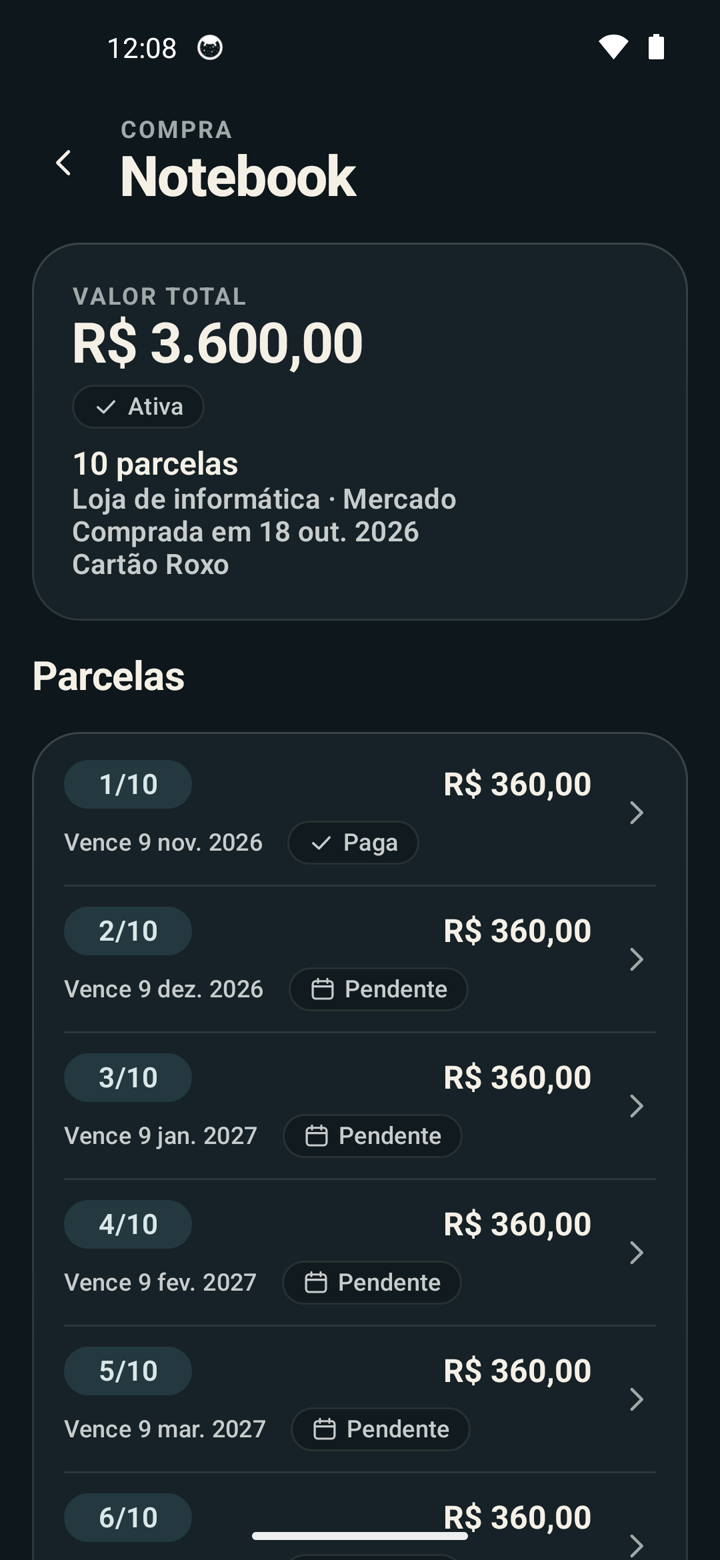 12:08
COMPRA
Notebook
VALOR TOTAL
R$ 3.600,00
Ativa
10 parcelas
Loja de informática · Mercado
Comprada em 18 out. 2026
Cartão Roxo
Parcelas
1/10 R$ 360,00
Vence 9 nov. 2026 Paga
2/10 R$ 360,00
Vence 9 dez. 2026 Pendente
3/10 R$ 360,00
Vence 9 jan. 2027 Pendente
4/10 R$ 360,00
Vence 9 fev. 2027 Pendente
5/10 R$ 360,00
Vence 9 mar. 2027 Pendente
6/10 R$ 360,00